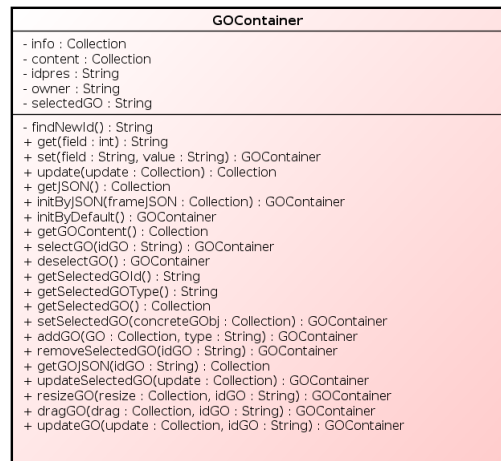 GOContainer
- info : Collection
- content : Collection
- idpres : String
- owner : String
- selectedGO : String
- findNewId() : String
+ get(field : int) : String
+ set(field : String, value : String) : GOContainer
+ update(update : Collection) : Collection
+ getJSON() : Collection
+ initByJSON(frameJSON : Collection) : GOContainer
+ initByDefault() : GOContainer
+ getGOContent() : Collection
+ selectGO(idGO : String) : GOContainer
+ deselectGO() : GOContainer
+ getSelectedGOId() : String
+ getSelectedGOType() : String
+ getSelectedGO() : Collection
+ setSelectedGO(concreteGObj : Collection) : GOContainer
+ addGO(GO : Collection, type : String) : GOContainer
+ removeSelectedGO(idGO : String) : GOContainer
+ getGOJSON(idGO : String) : Collection
+ updateSelectedGO(update : Collection) : GOContainer
+ resizeGO(resize : Collection, idGO : String) : GOContainer
+ dragGO(drag : Collection, idGO : String) : GOContainer
+ updateGO(update : Collection, idGO : String) : GOContainer